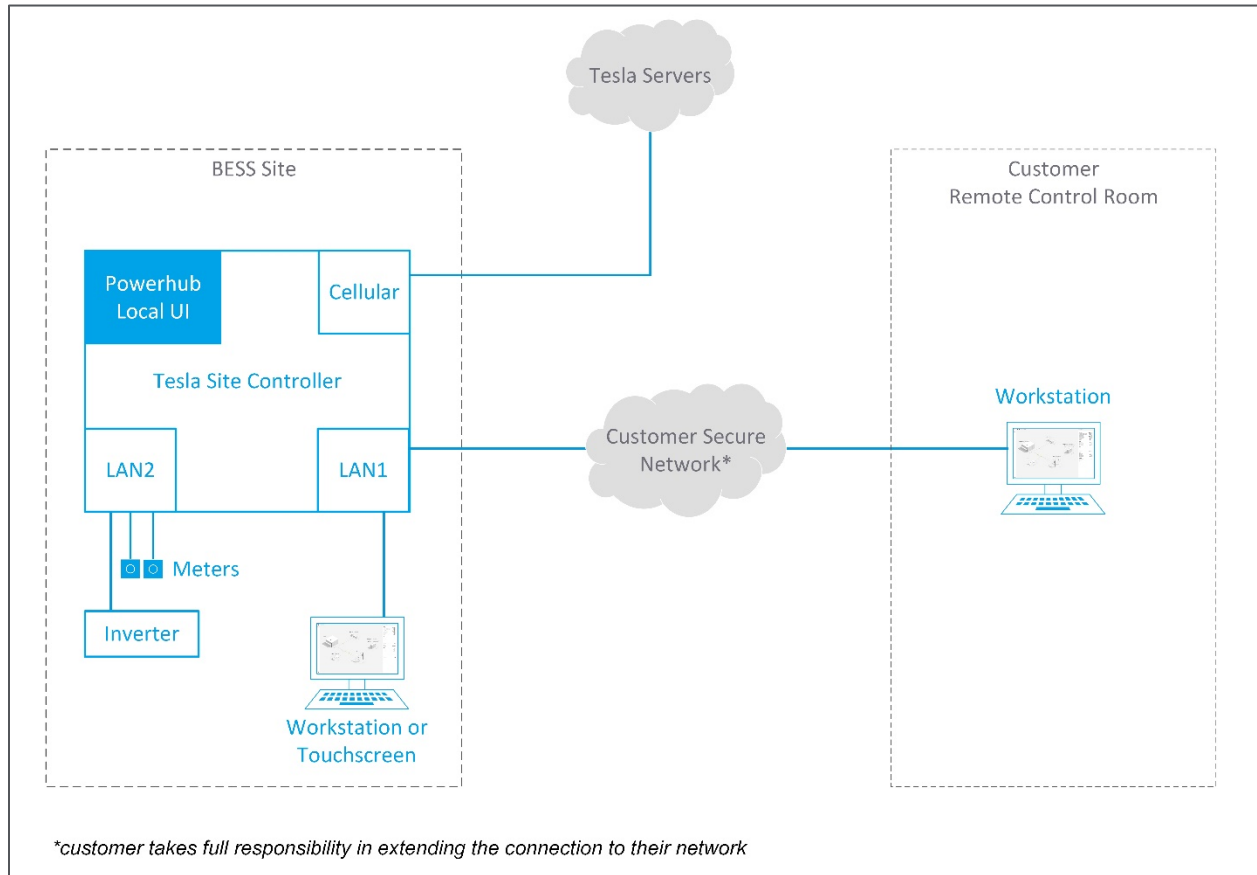 Tesla Servers
BESS Site
Customer
Remote Control Room
Powerhub
Local UI
Cellular
Tesla Site Controller
Workstation
Customer Secure
Network*
LAN2
LAN1
Meters
Inverter
Workstation or
Touchscreen
*customer takes full responsibility in extending the connection to their network